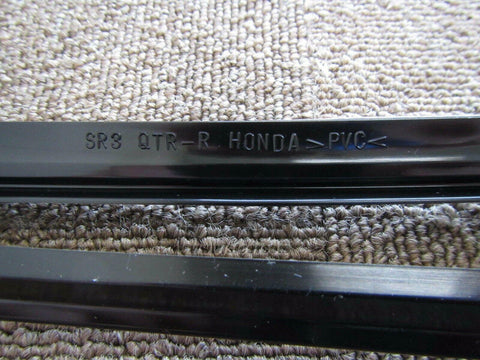 SR3 QTR-R HONDA >PVC<